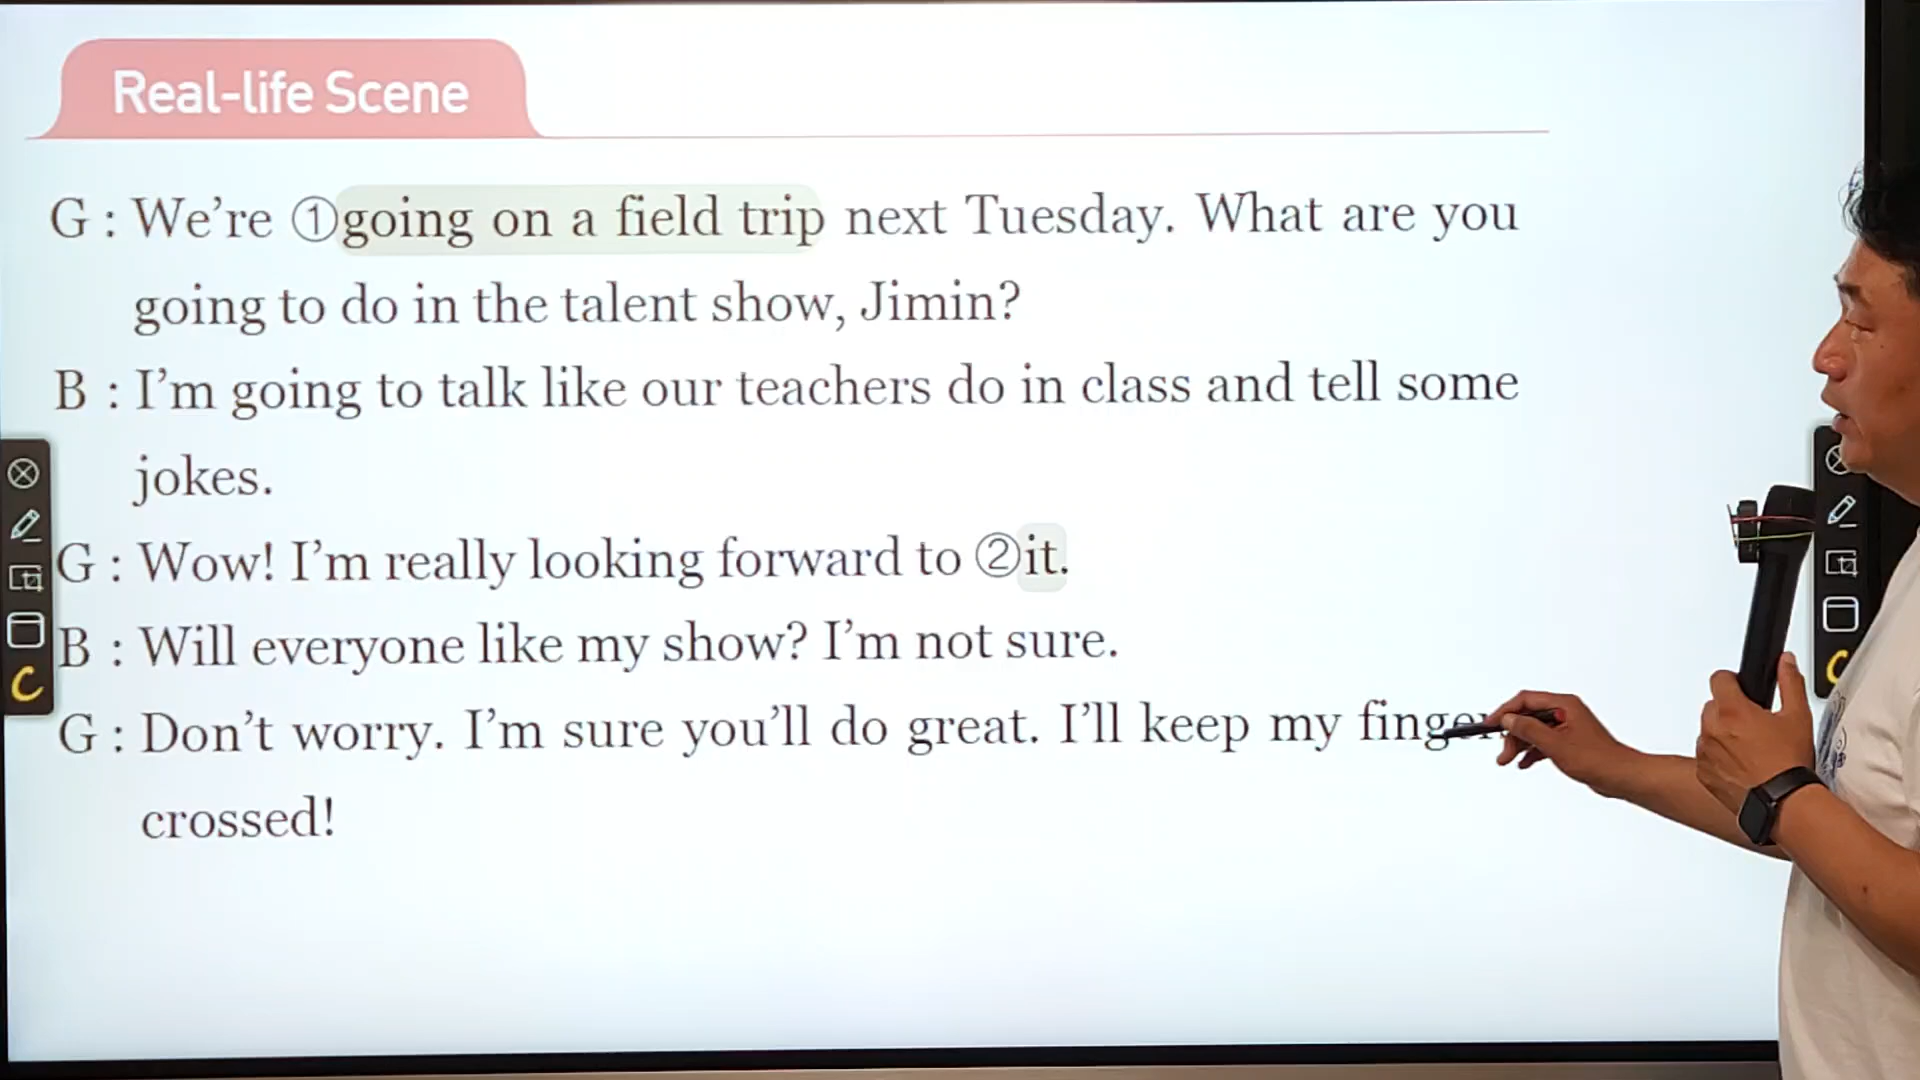 Real-life Scene
G : We're ①going on a field trip next Tuesday. What are you
going to do in the talent show, Jimin?
B : I'm going to talk like our teachers do in class and tell some
jokes.
G : Wow! I'm really looking forward to ②it.
B : Will everyone like my show? I'm not sure.
G : Don't worry. I'm sure you'll do great. I'll keep my
crossed!